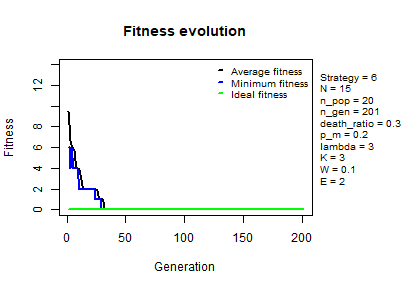 Fitness evolution
Average fitness
Minimum fitness
Ideal fitness
Strategy = 6
N = 15
n_pop = 20
n_gen = 201
death_ratio = 0.3
p_m = 0.2
lambda = 3
K = 3
W = 0.1
E = 2
Fitness
14
10
8
6
4
2
0
0 50 100 150 200
Generation